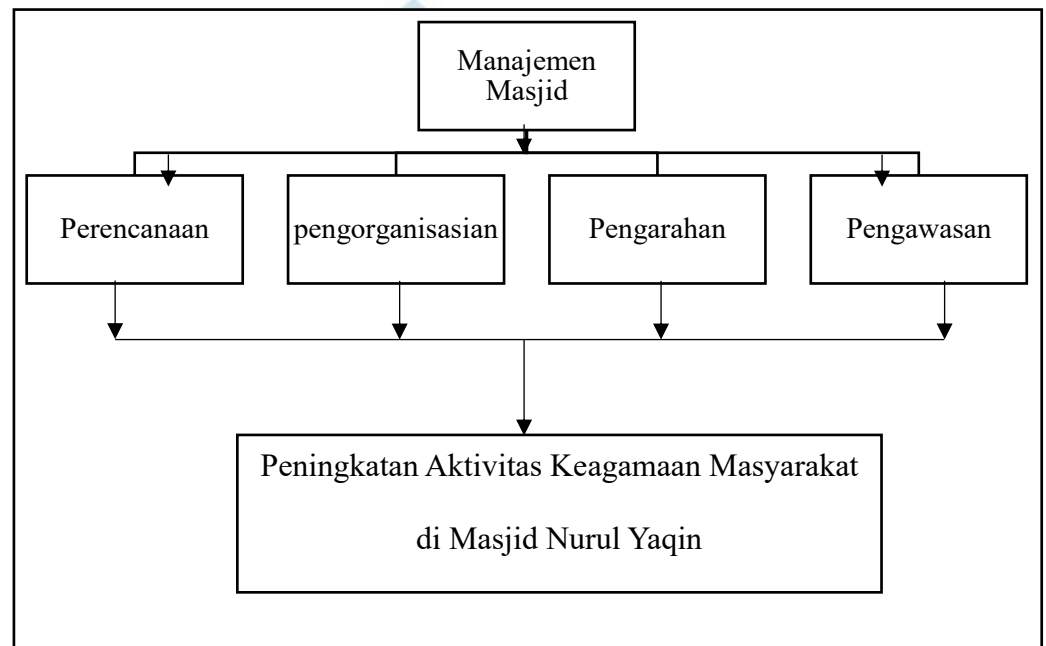 Manajemen
Masjid
Perencanaan
pengorganisasian
Pengarahan
Pengawasan
Peningkatan Aktivitas Keagamaan Masyarakat
di Masjid Nurul Yaqin